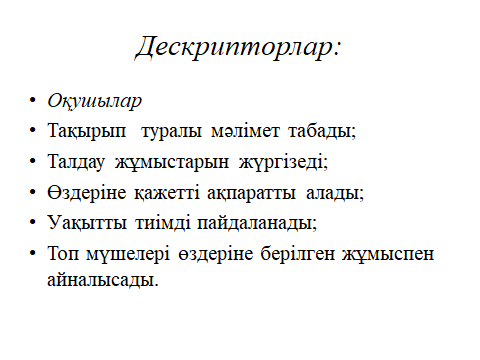 Дескрипторлар:
• Оқушылар
• Тақырып туралы мәлімет табады;
• Талдау жұмыстарын жүргізеді;
• Өздеріне қажетті ақпаратты алады;
• Уақытты тиімді пайдаланады;
• Топ мүшелері өздеріне берілген жұмыспен
айналысады.